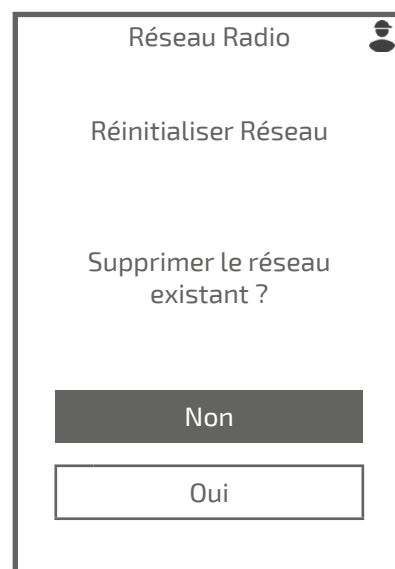 Réseau Radio
Réinitialiser Réseau
Supprimer le réseau
existant ?
Non
Oui